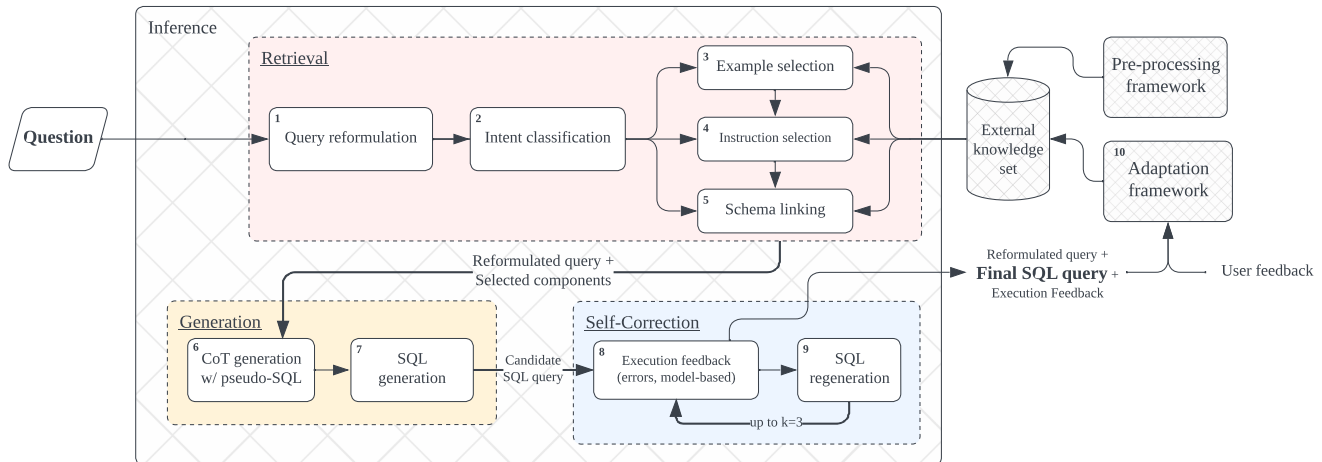 Inference
Retrieval
Question
1
Query reformulation
2
Intent classification
3
Example selection
4
Instruction selection
5
Schema linking
External
knowledge
set
Pre-processing
framework
10
Adaptation
framework
Reformulated query +
Selected components
Generation
6
CoT generation
w/ pseudo-SQL
7
SQL
generation
Candidate
SQL query
Self-Correction
8
Execution feedback
(errors, model-based)
9
SQL
regeneration
up to k=3
Reformulated query +
Final SQL query +
Execution Feedback
User feedback